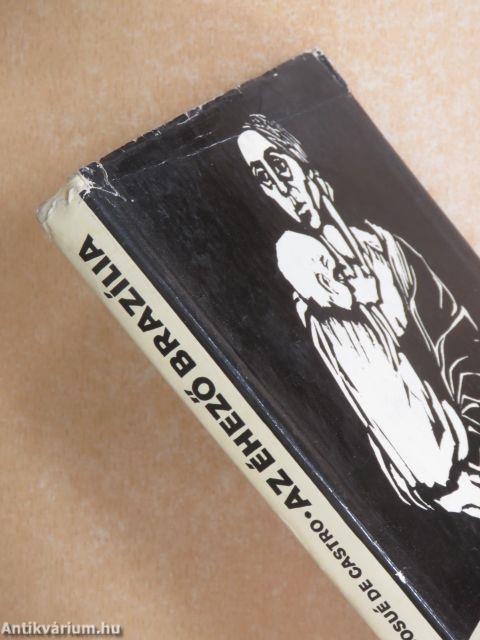 OSUÉ DE CASTRO • AZ ÉHEZŐ BRAZÍLIA
Antikvárium.hu